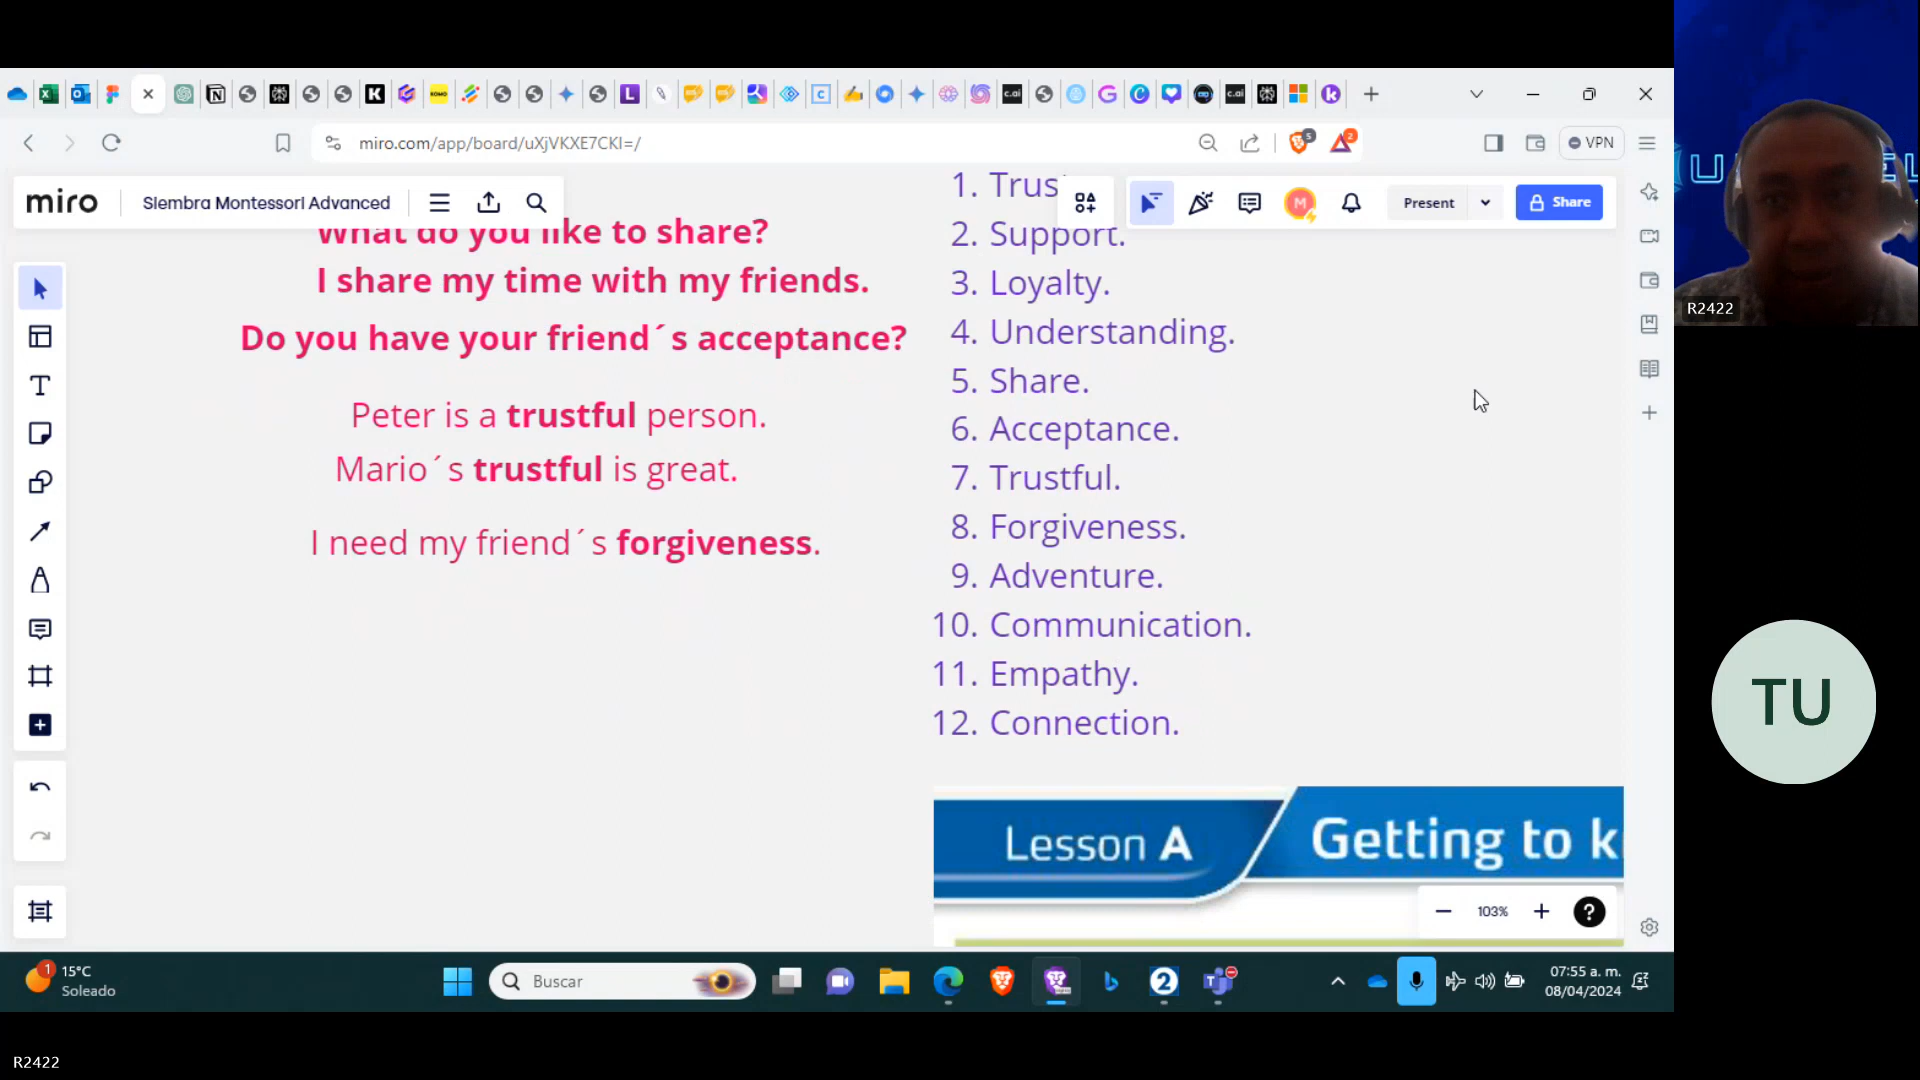 miro.com/app/board/uXjVKXE7CKI=/
VPN
miro
Siembra Montessori Advanced
Present
Share
What do you like to share?
I share my time with my friends.
Do you have your friend´s acceptance?
Peter is a trustful person.
Mario´s trustful is great.
I need my friend´s forgiveness.
1. Trus
2. Support.
3. Loyalty.
4. Understanding.
5. Share.
6. Acceptance.
7. Trustful.
8. Forgiveness.
9. Adventure.
10. Communication.
11. Empathy.
12. Connection.
Lesson A
Getting to k
103%
15°C
Soleado
Buscar
07:55 a. m.
08/04/2024
R2422
TU
R2422